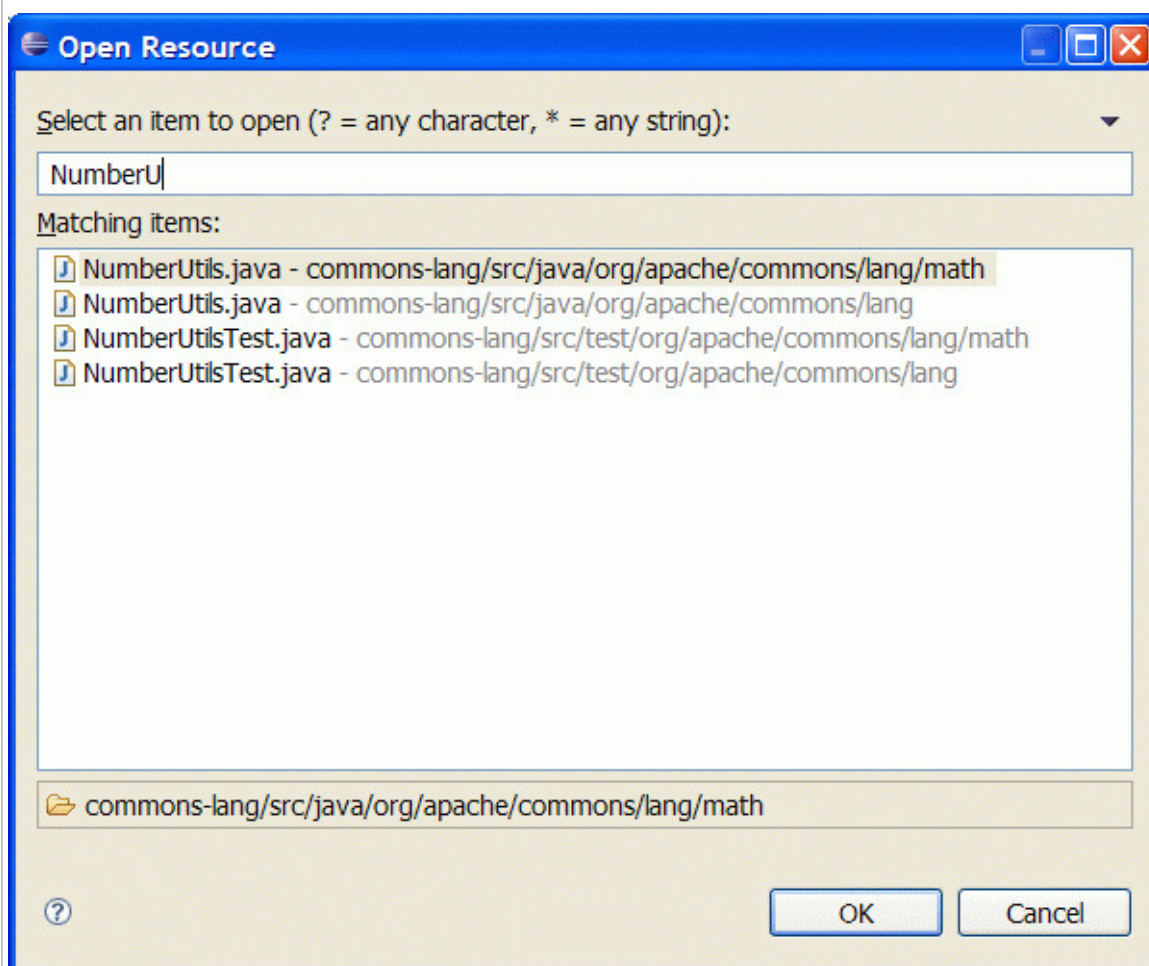 Open Resource
Select an item to open (? = any character, * = any string):
NumberU
Matching items:
NumberUtils.java - commons-lang/src/java/org/apache/commons/lang/math
NumberUtils.java - commons-lang/src/java/org/apache/commons/lang
NumberUtilsTest.java - commons-lang/src/test/org/apache/commons/lang/math
NumberUtilsTest.java - commons-lang/src/test/org/apache/commons/lang
commons-lang/src/java/org/apache/commons/lang/math
OK Cancel